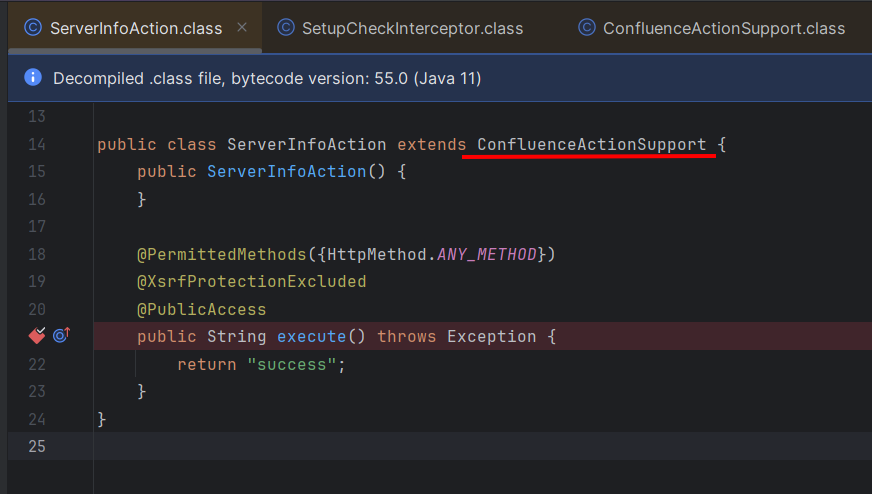 ServerInfoAction.class × SetupCheckInterceptor.class ConfluenceActionSupport.class
Decompiled .class file, bytecode version: 55.0 (Java 11)
13
14 public class ServerInfoAction extends ConfluenceActionSupport {
15 public ServerInfoAction() {
16 }
17
18 @PermittedMethods({HttpMethod.ANY_METHOD})
19 @XsrfProtectionExcluded
20 @PublicAccess
public String execute() throws Exception {
22 return "success";
23 }
24 }
25